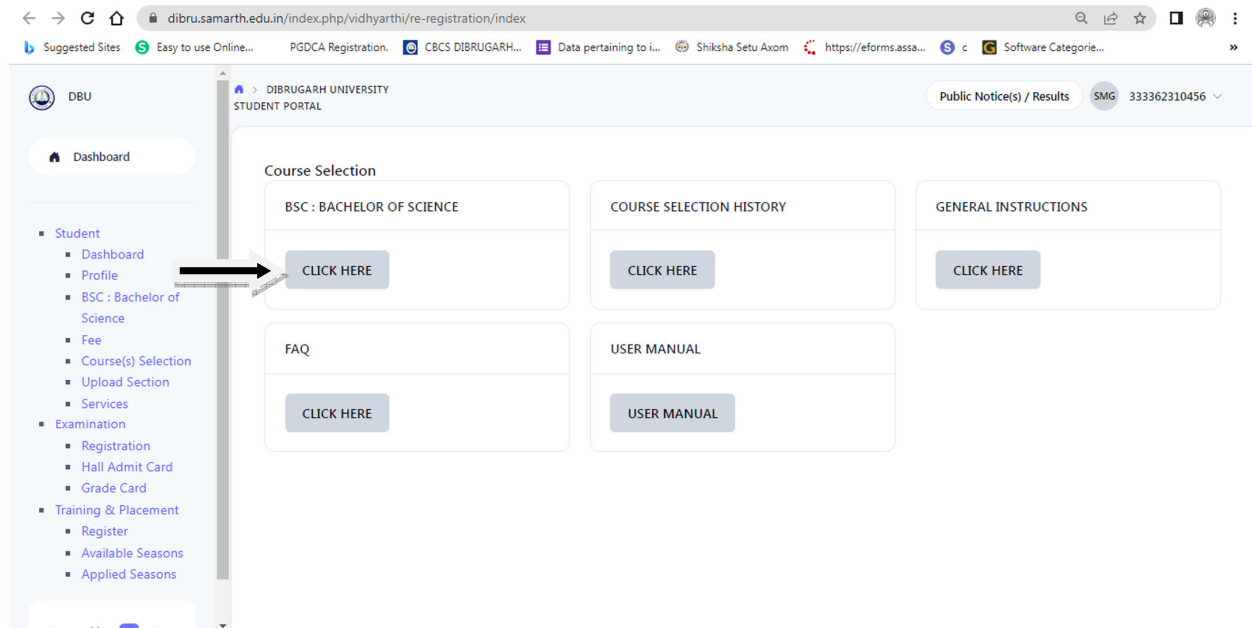 dibru.samarth.edu.in/index.php/vidhyarthi/re-registration/index
Suggested Sites Easy to use Online... PGDCA Registration. CBCS DIBRUGARH... Data pertaining to i... Shiksha Setu Axom https://eforms.assa... c Software Categorie... »
DBU
> DIBRUGARH UNIVERSITY
STUDENT PORTAL
Public Notice(s) / Results SMG 333362310456
Dashboard
Student
Dashboard
Profile
BSC : Bachelor of
Science
Fee
Course(s) Selection
Upload Section
Services
Examination
Registration
Hall Admit Card
Grade Card
Training & Placement
Register
Available Seasons
Applied Seasons
Course Selection
BSC : BACHELOR OF SCIENCE
CLICK HERE
COURSE SELECTION HISTORY
CLICK HERE
GENERAL INSTRUCTIONS
CLICK HERE
FAQ
CLICK HERE
USER MANUAL
USER MANUAL